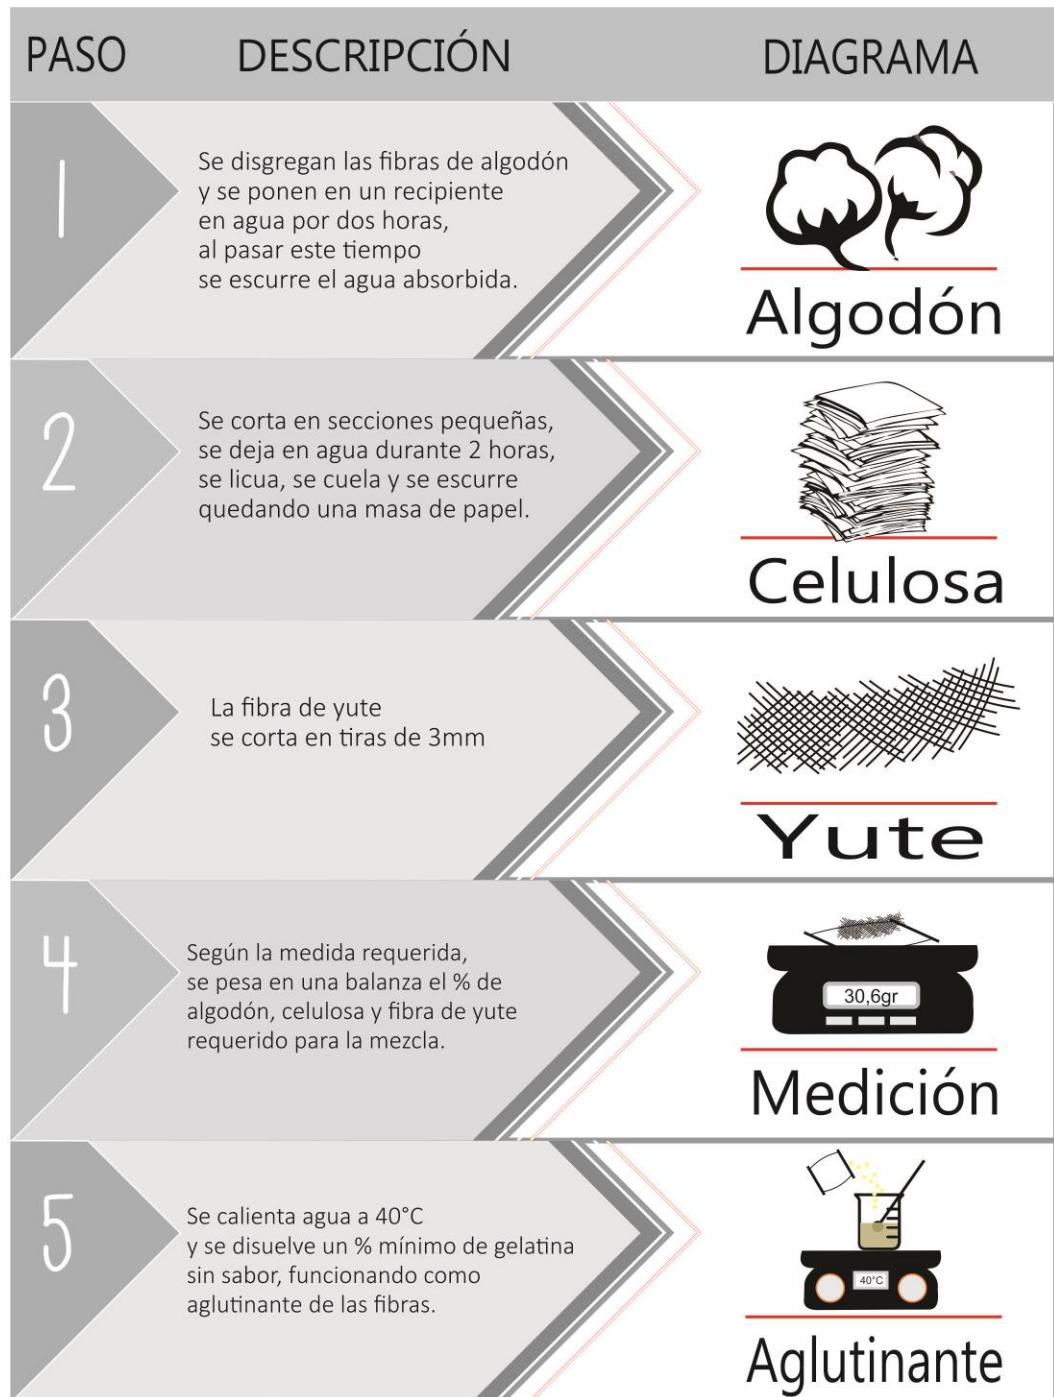 PASO DESCRIPCIÓN DIAGRAMA
1
Se disgregan las fibras de algodón
y se ponen en un recipiente
en agua por dos horas,
al pasar este tiempo
se escurre el agua absorbida.
Algodón
2
Se corta en secciones pequeñas,
se deja en agua durante 2 horas,
se licua, se cuela y se escurre
quedando una masa de papel.
Celulosa
3
La fibra de yute
se corta en tiras de 3mm
Yute
4
Según la medida requerida,
se pesa en una balanza el % de
algodón, celulosa y fibra de yute
requerido para la mezcla.
30,6gr
Medición
5
Se calienta agua a 40°C
y se disuelve un % mínimo de gelatina
sin sabor, funcionando como
aglutinante de las fibras.
40°C
Aglutinante